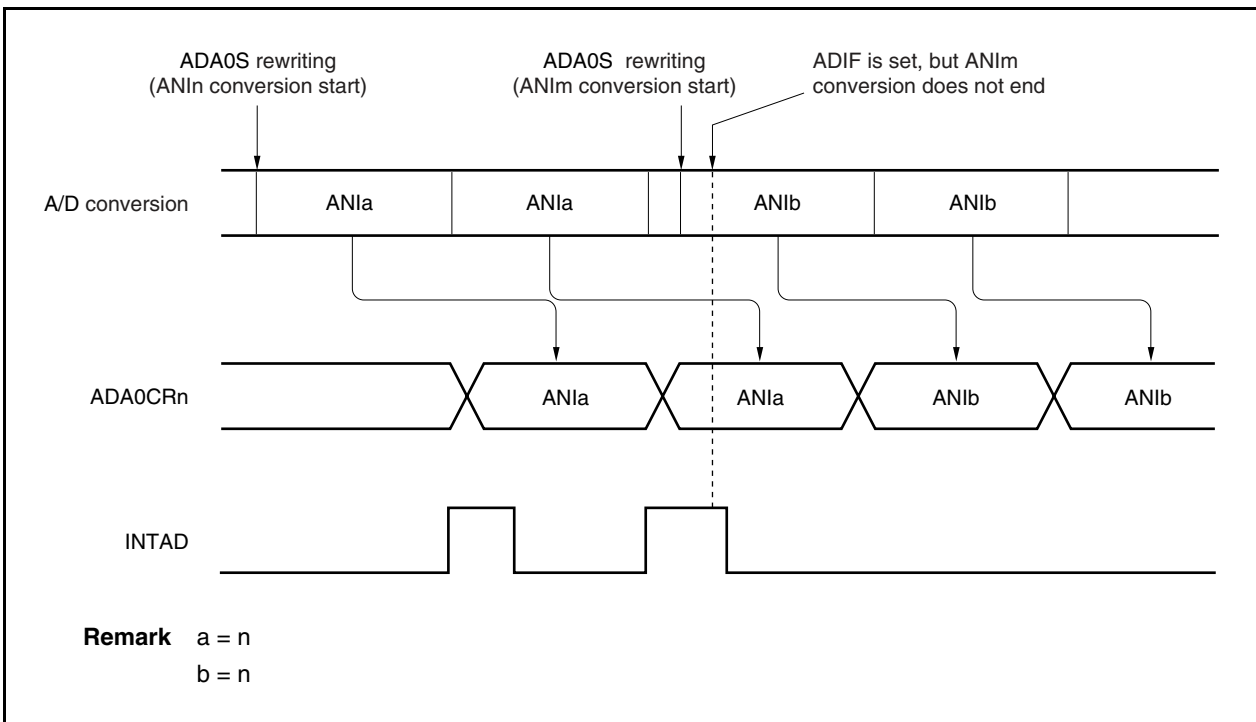 ADA0S rewriting
(ANIn conversion start)
ADA0S rewriting
(ANIm conversion start)
ADIF is set, but ANIm
conversion does not end
A/D conversion
ANIa
ANIa
ANIb
ANIb
ADA0CRn
ANIa
ANIa
ANIb
ANIb
INTAD
Remark a = n
b = n